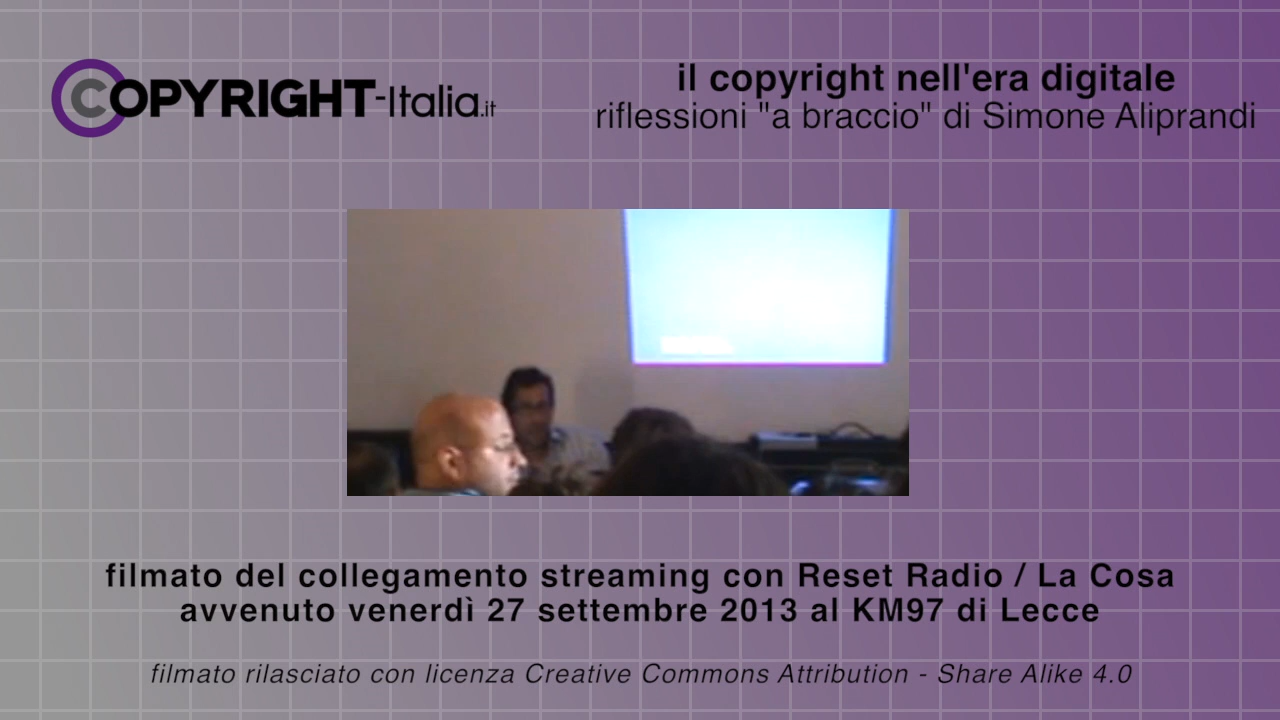 COPYRIGHT-Italia.it
il copyright nell'era digitale
riflessioni "a braccio" di Simone Aliprandi
filmato del collegamento streaming con Reset Radio / La Cosa
avvenuto venerdì 27 settembre 2013 al KM97 di Lecce
filmato rilasciato con licenza Creative Commons Attribution - Share Alike 4.0